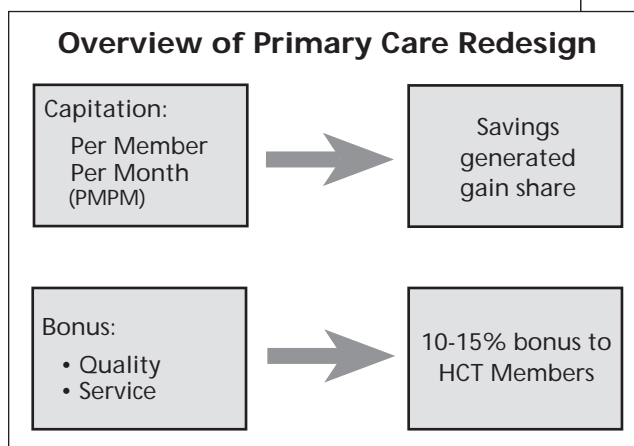 Overview of Primary Care Redesign
Capitation:
Per Member
Per Month
(PMPM)
Savings
generated
gain share
Bonus:
• Quality
• Service
10-15% bonus to
HCT Members